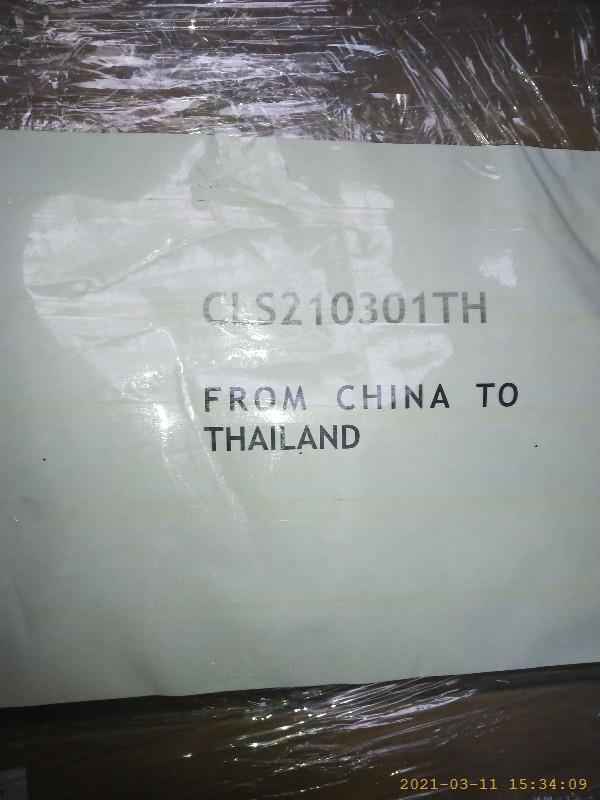 CLS210301TH
FROM CHINA TO
THAILAND
2021-03-11 15:34:09